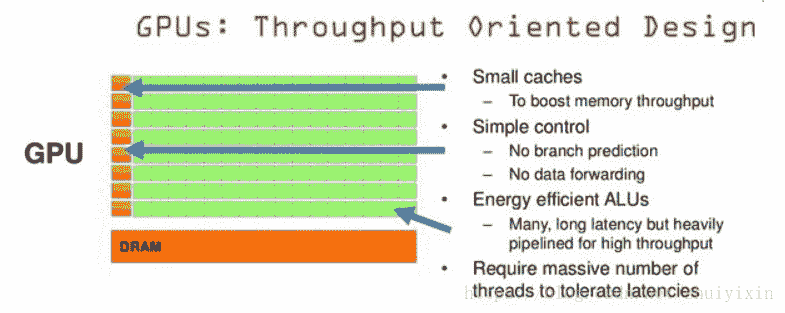 GPUs: Throughput Oriented Design
GPU
DRAM
• Small caches
– To boost memory throughput
• Simple control
– No branch prediction
– No data forwarding
• Energy efficient ALUs
– Many, long latency but heavily
pipelined for high throughput
• Require massive number of
threads to tolerate latencies